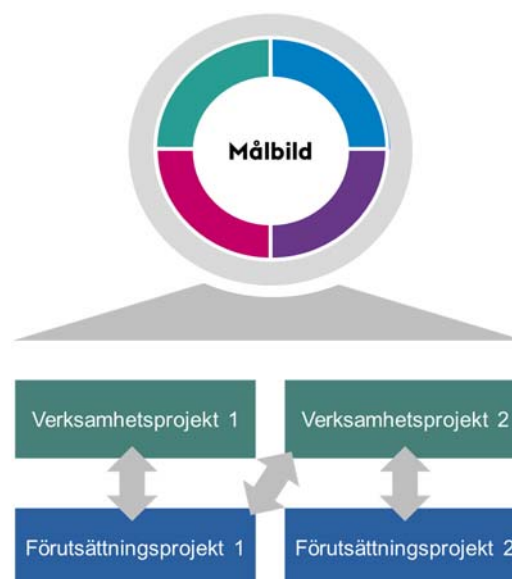 Målbild
Verksamhetsprojekt 1
Verksamhetsprojekt 2
Förutsättningsprojekt 1
Förutsättningsprojekt 2